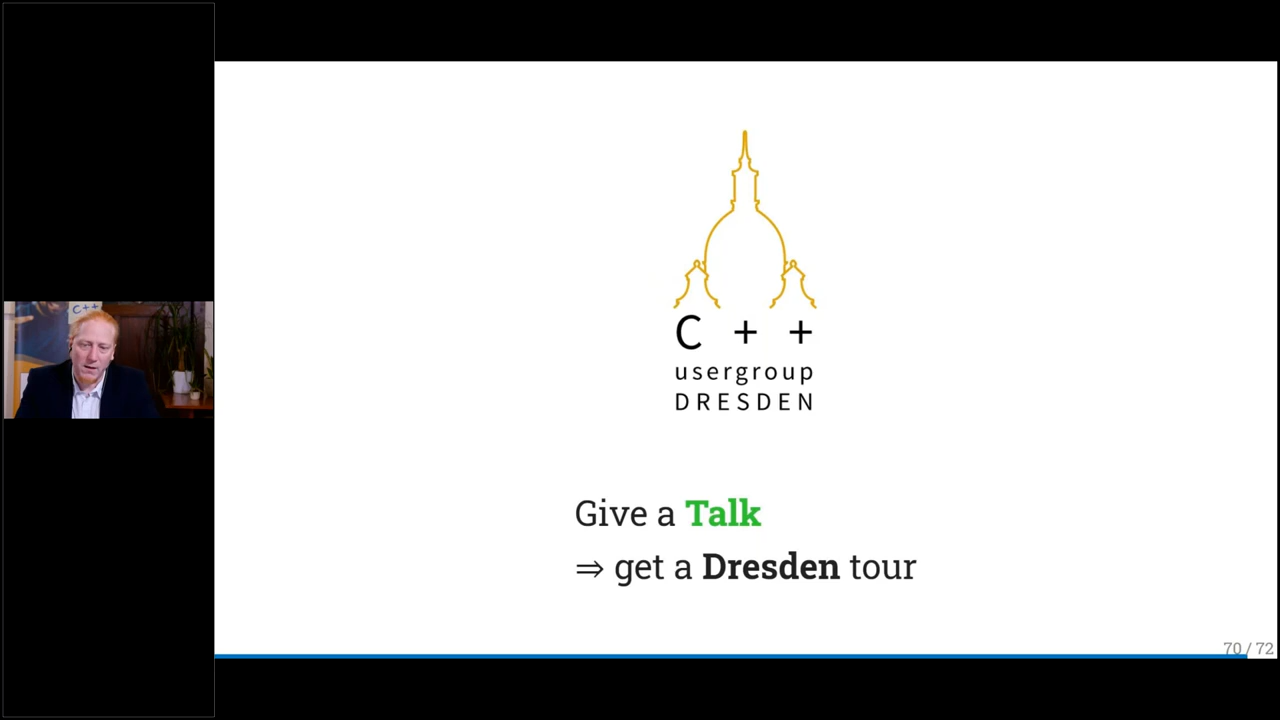 C++
C + +
usergroup
DRESDEN
Give a Talk
⇒ get a Dresden tour
70 / 72